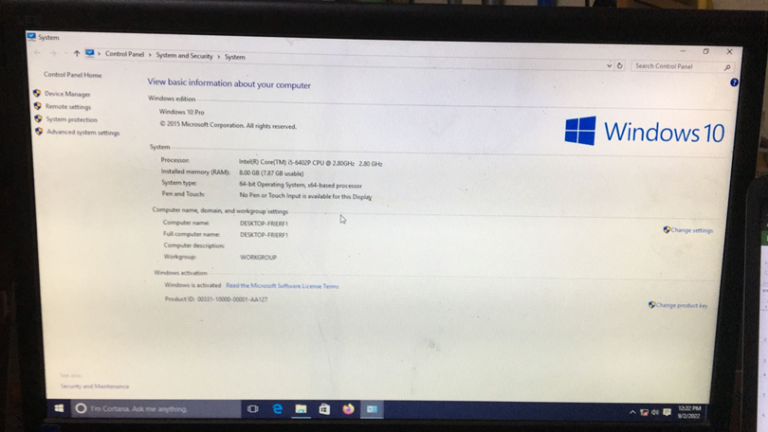 System
Control Panel > System and Security > System
Search Control Panel
Control Panel Home
Device Manager
Remote settings
System protection
Advanced system settings
View basic information about your computer
Windows edition
Windows 10 Pro
© 2015 Microsoft Corporation. All rights reserved.
Windows 10
System
Processor: Intel(R) Core(TM) i5-6402P CPU @ 2.80GHz 2.80 GHz
Installed memory (RAM): 8.00 GB (7.87 GB usable)
System type: 64-bit Operating System, x64-based processor
Pen and Touch: No Pen or Touch Input is available for this Display
Computer name, domain, and workgroup settings
Computer name: DESKTOP-FRIERF1
Change settings
Full computer name: DESKTOP-FRIERF1
Computer description:
Workgroup: WORKGROUP
Windows activation
Windows is activated Read the Microsoft Software License Terms
Product ID: 00331-10000-00001-AA127
Change product key
See also
Security and Maintenance
I'm Cortana. Ask me anything.
12:22 PM
9/2/2022